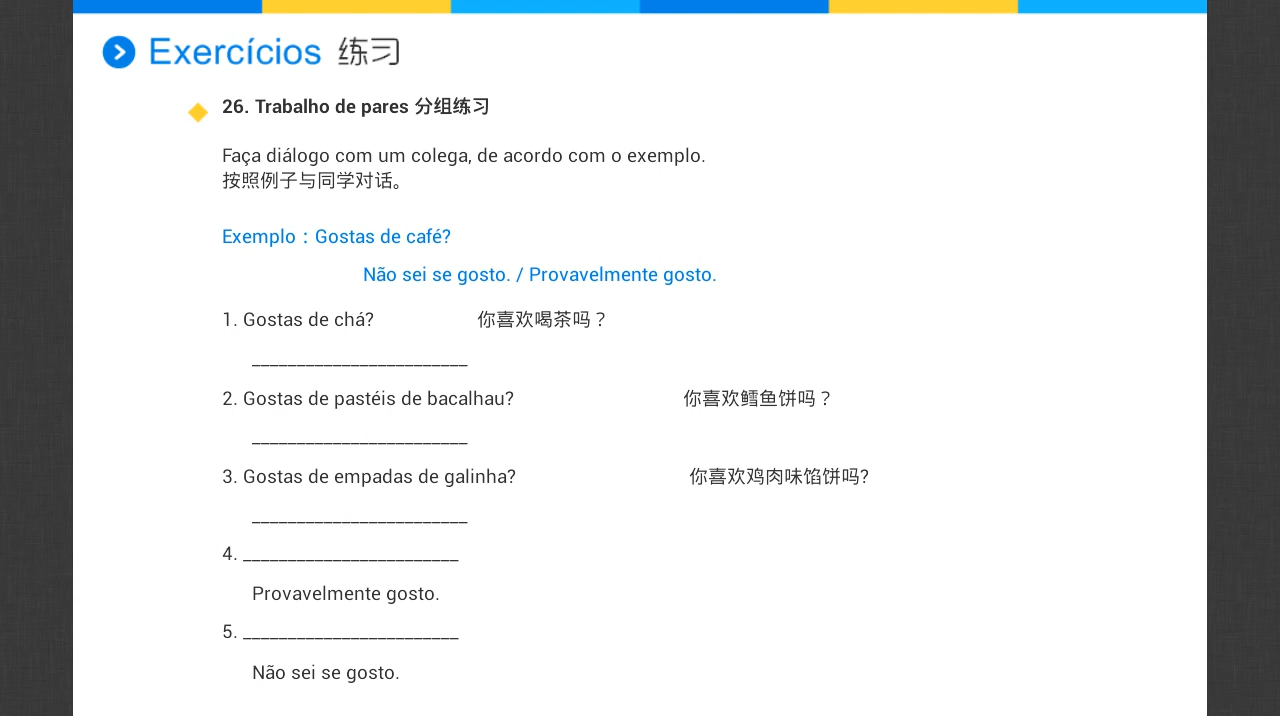 Exercícios 练习
26. Trabalho de pares 分组练习
Faça diálogo com um colega, de acordo com o exemplo.
按照例子与同学对话。
Exemplo：Gostas de café?
Não sei se gosto. / Provavelmente gosto.
1. Gostas de chá? 你喜欢喝茶吗？
________________________
2. Gostas de pastéis de bacalhau? 你喜欢鳕鱼饼吗？
________________________
3. Gostas de empadas de galinha? 你喜欢鸡肉味馅饼吗?
________________________
4. ________________________
Provavelmente gosto.
5. ________________________
Não sei se gosto.